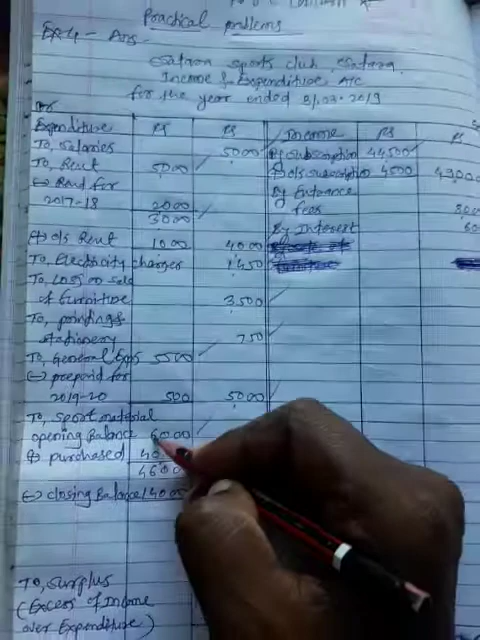 Practical problems
Ex 4 - Ans -
Satara sports club, Satara.
Income & Expenditure A/c
for the year ended 31.03.2019
Dr
Expenditure Rs Rs Income Rs Rs
To, salaries 5000 By subscription 44500
To, Rent 5000 o/s subscription 4500
(-) Rent for By Entrance
2017-18 2000 fees
3000 By Interest
(+) o/s Rent 1000 4000
To, Electricity charges 1450
To, Loss on sale
of furniture 3,500
To, printing &
stationery 750
To, General Exps 5500
(-) prepaid for
2019-20 500 5000
To, Sport material
opening Balance 6000
(+) purchased
(-) closing Balance
To, Surplus
(Excess of Income
over Expenditure)